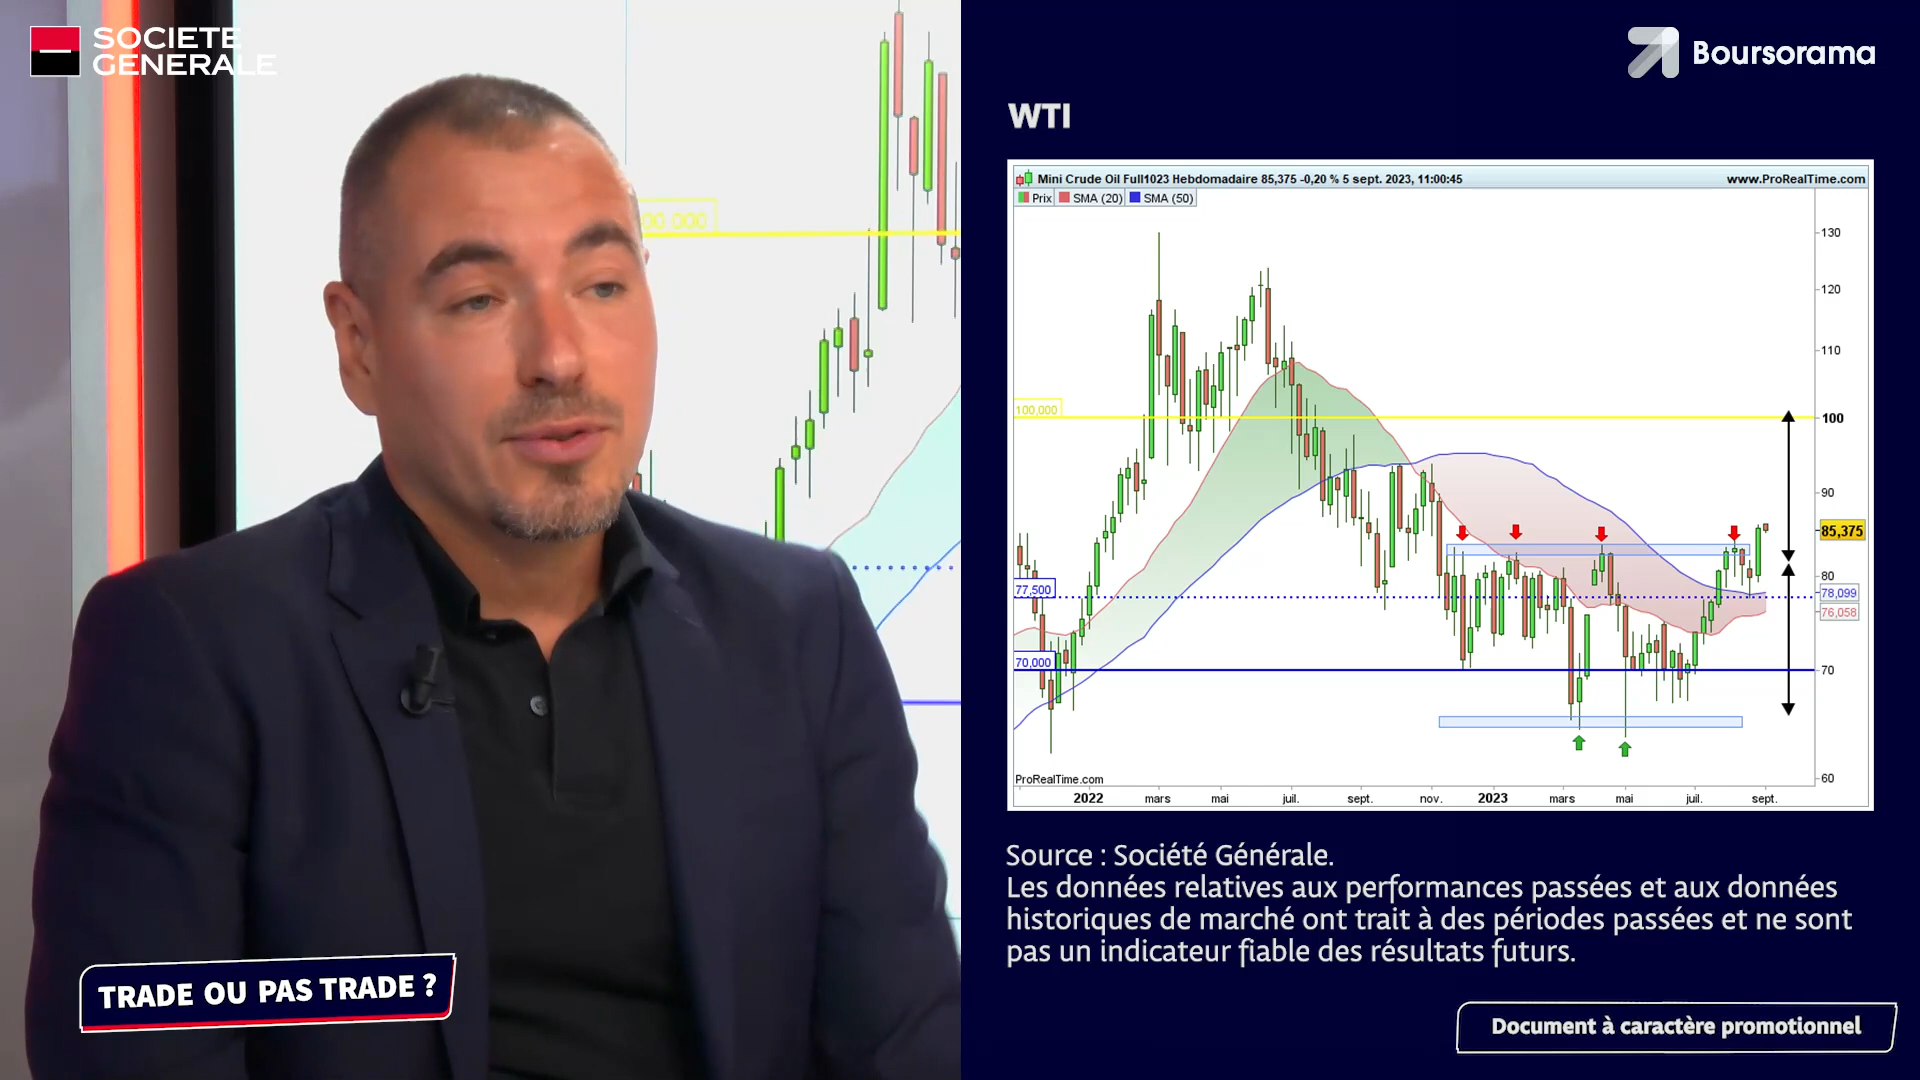 SOCIETE
GENERALE
Boursorama
WTI
Mini Crude Oil Full1023 Hebdomadaire 85,375 -0,20 % 5 sept. 2023, 11:00:45
www.ProRealTime.com
Prix SMA (20) SMA (50)
130
120
110
100,000
100
90
85,375
80
77,500
78,099
76,058
70,000
70
60
ProRealTime.com
2022 mars mai juil. sept. nov. 2023 mars mai juil. sept.
Source : Société Générale.
Les données relatives aux performances passées et aux données
historiques de marché ont trait à des périodes passées et ne sont
pas un indicateur fiable des résultats futurs.
TRADE OU PAS TRADE ?
Document à caractère promotionnel